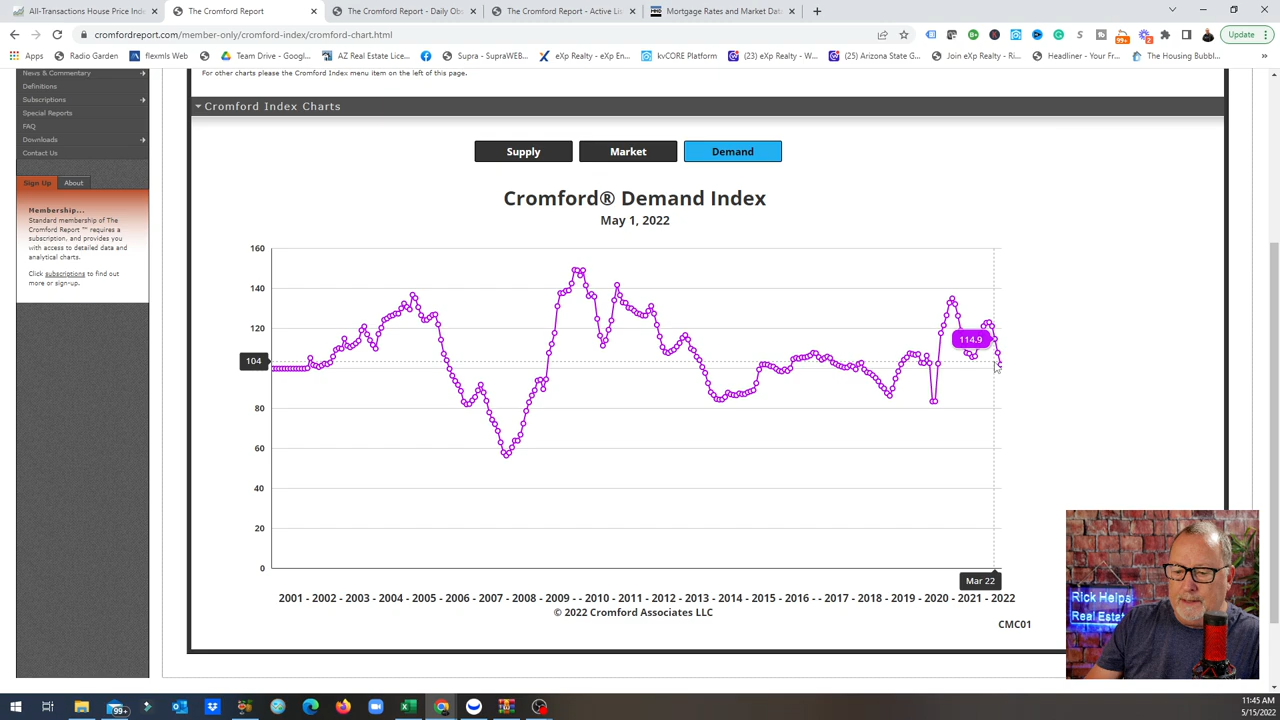 All-Transactions House Price Ind
The Cromford Report
The Cromford Report - Daily Obs
The Cromford Report - Active Li
Mortgage Rates and Market Data
cromfordreport.com/member-only/cromford-index/cromford-chart.html
Update
Apps
Radio Garden
flexmls Web
Team Drive - Googl...
AZ Real Estate Lice...
Supra - SupraWEB...
eXp Realty - eXp En...
kvCORE Platform
(23) eXp Realty - W...
(25) Arizona State G...
Join eXp Realty - Ri...
Headliner - Your Fr...
The Housing Bubbl...
News & Commentary
Definitions
Subscriptions
Special Reports
FAQ
Downloads
Contact Us
Sign Up
About
Membership...
Standard membership of The
Cromford Report ™ requires a
subscription, and provides you
with access to detailed data and
analytical charts.
Click subscriptions to find out
more or sign-up.
For other charts please the Cromford Index menu item on the left of this page.
Cromford Index Charts
Supply
Market
Demand
Cromford® Demand Index
May 1, 2022
160
140
120
104
80
60
40
20
0
114.9
Mar 22
2001 - 2002 - 2003 - 2004 - 2005 - 2006 - 2007 - 2008 - 2009 - - 2010 - 2011 - 2012 - 2013 - 2014 - 2015 - 2016 - - 2017 - 2018 - 2019 - 2020 - 2021 - 2022
© 2022 Cromford Associates LLC
CMC01
Rick Helps
Real Estat
99+
11:45 AM
5/15/2022